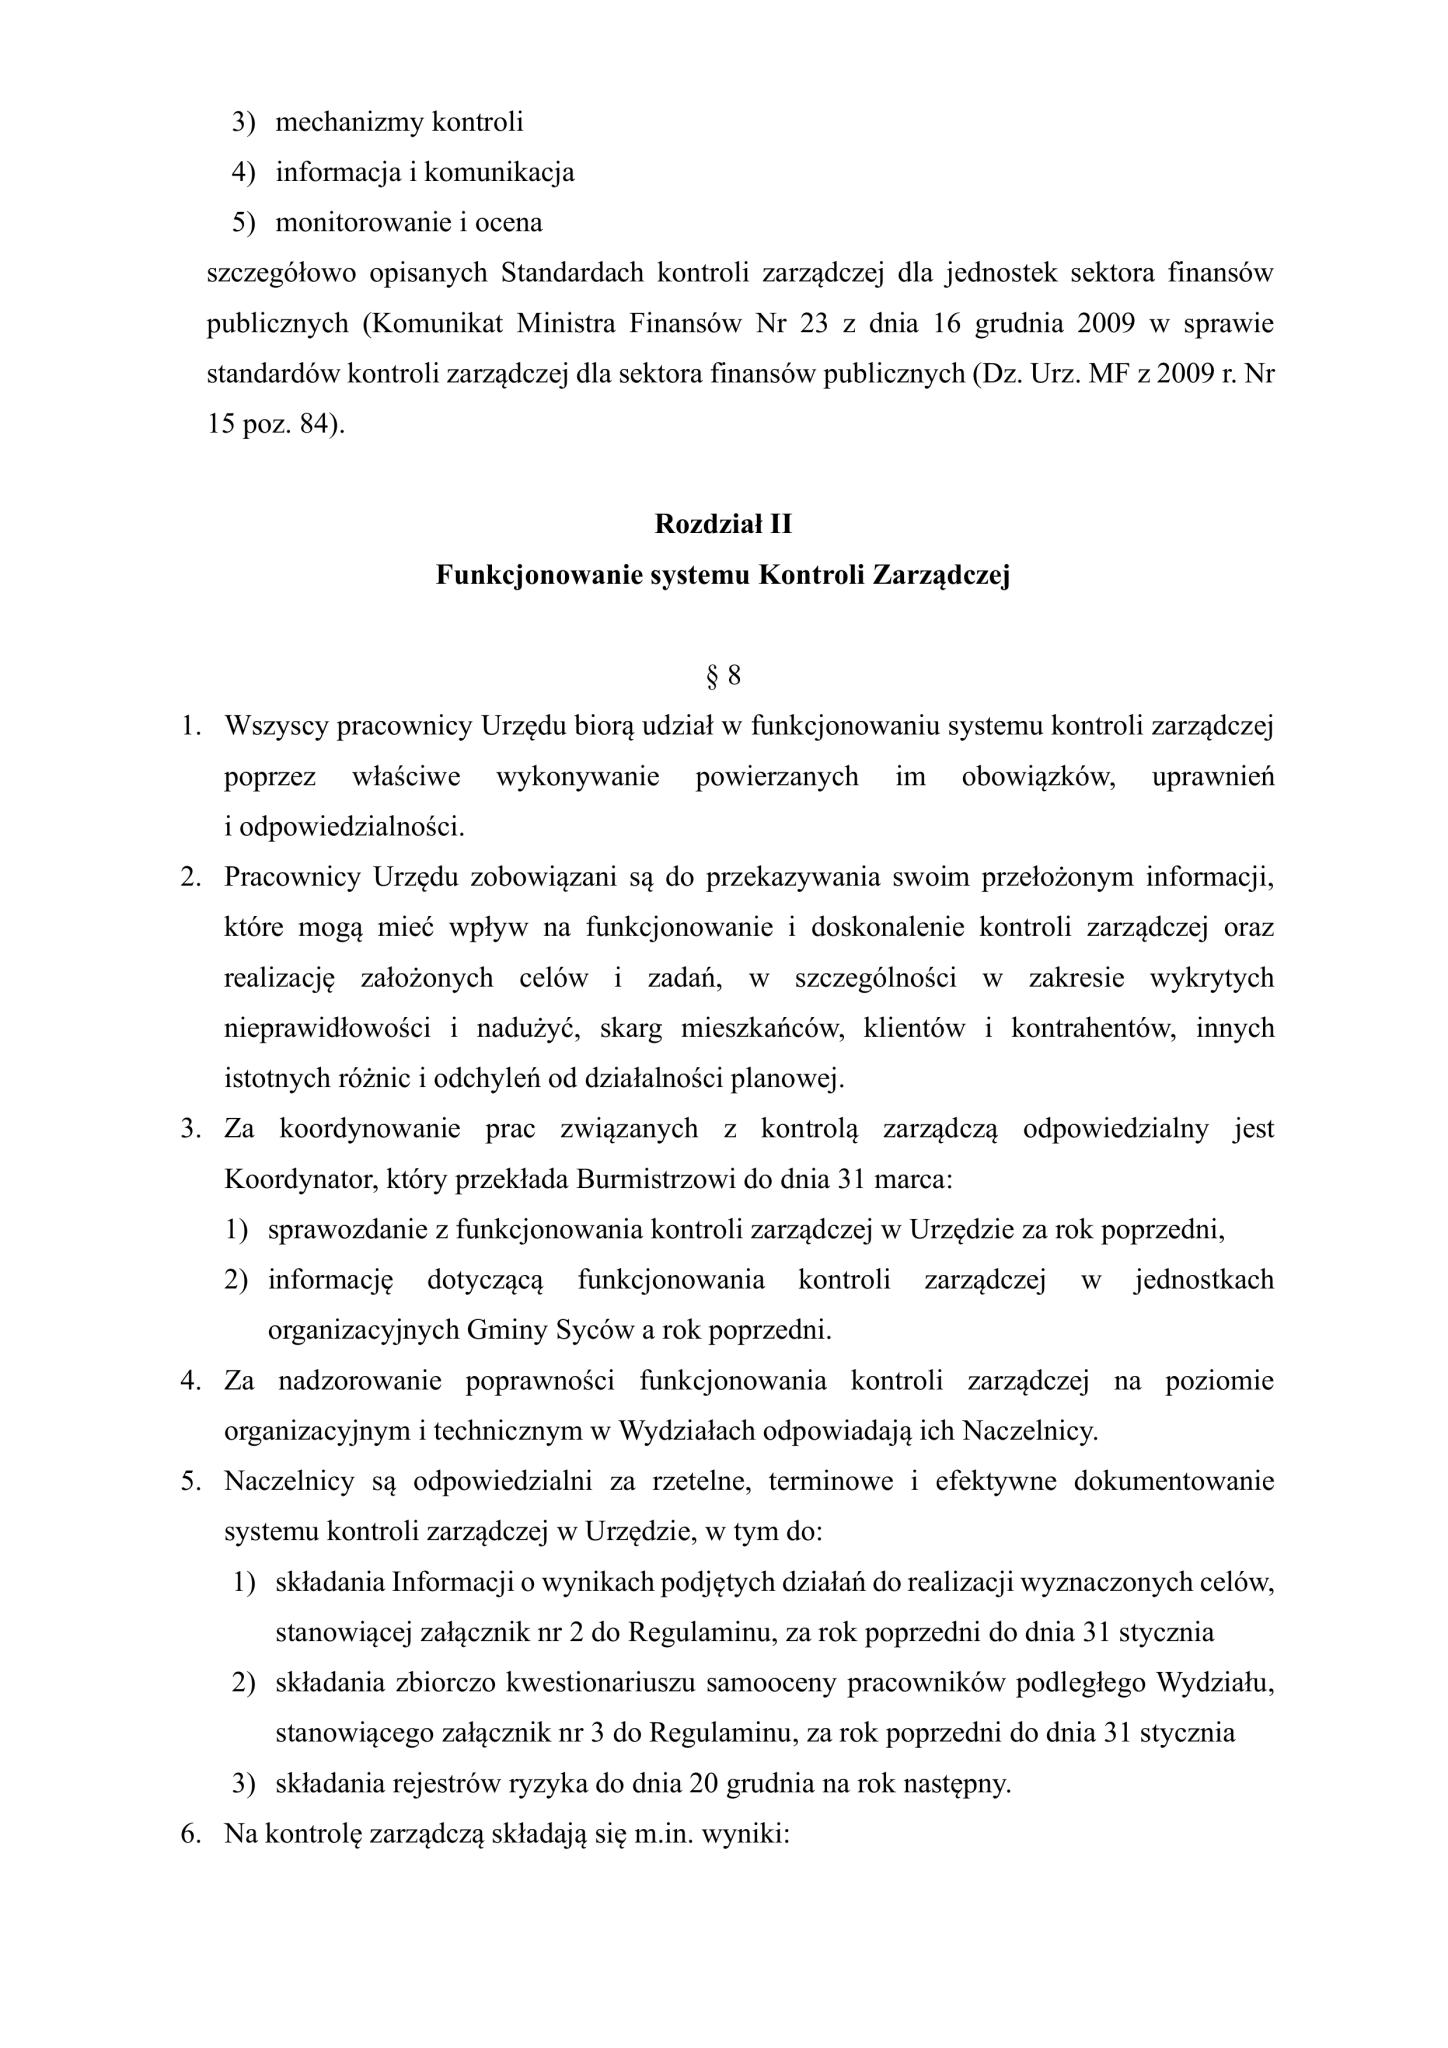 3) mechanizmy kontroli
4) informacja i komunikacja
5) monitorowanie i ocena
szczegółowo opisanych Standardach kontroli zarządczej dla jednostek sektora finansów
publicznych (Komunikat Ministra Finansów Nr 23 z dnia 16 grudnia 2009 w sprawie
standardów kontroli zarządczej dla sektora finansów publicznych (Dz. Urz. MF z 2009 r. Nr
15 poz. 84).
Rozdział II
Funkcjonowanie systemu Kontroli Zarządczej
§ 8
1. Wszyscy pracownicy Urzędu biorą udział w funkcjonowaniu systemu kontroli zarządczej
poprzez właściwe wykonywanie powierzanych im obowiązków, uprawnień
i odpowiedzialności.
2. Pracownicy Urzędu zobowiązani są do przekazywania swoim przełożonym informacji,
które mogą mieć wpływ na funkcjonowanie i doskonalenie kontroli zarządczej oraz
realizację założonych celów i zadań, w szczególności w zakresie wykrytych
nieprawidłowości i nadużyć, skarg mieszkańców, klientów i kontrahentów, innych
istotnych różnic i odchyleń od działalności planowej.
3. Za koordynowanie prac związanych z kontrolą zarządczą odpowiedzialny jest
Koordynator, który przekłada Burmistrzowi do dnia 31 marca:
1) sprawozdanie z funkcjonowania kontroli zarządczej w Urzędzie za rok poprzedni,
2) informację dotyczącą funkcjonowania kontroli zarządczej w jednostkach
organizacyjnych Gminy Syców a rok poprzedni.
4. Za nadzorowanie poprawności funkcjonowania kontroli zarządczej na poziomie
organizacyjnym i technicznym w Wydziałach odpowiadają ich Naczelnicy.
5. Naczelnicy są odpowiedzialni za rzetelne, terminowe i efektywne dokumentowanie
systemu kontroli zarządczej w Urzędzie, w tym do:
1) składania Informacji o wynikach podjętych działań do realizacji wyznaczonych celów,
stanowiącej załącznik nr 2 do Regulaminu, za rok poprzedni do dnia 31 stycznia
2) składania zbiorczo kwestionariuszu samooceny pracowników podległego Wydziału,
stanowiącego załącznik nr 3 do Regulaminu, za rok poprzedni do dnia 31 stycznia
3) składania rejestrów ryzyka do dnia 20 grudnia na rok następny.
6. Na kontrolę zarządczą składają się m.in. wyniki: